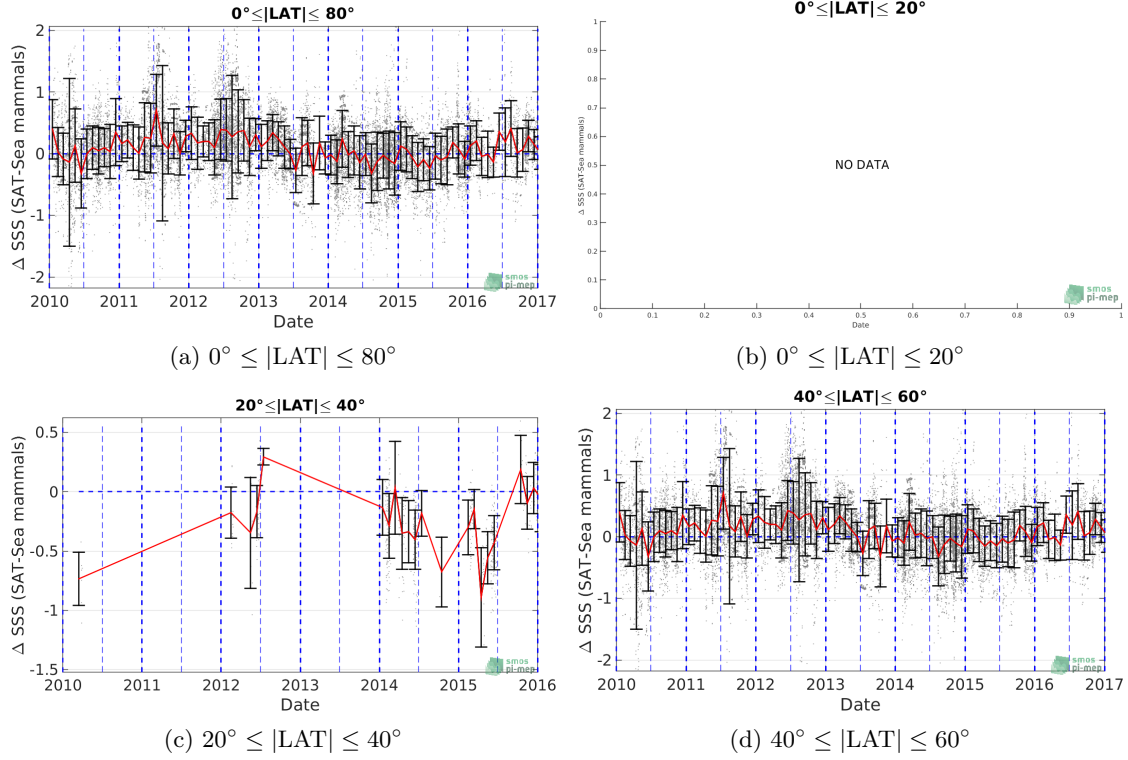 0°≤|LAT|≤ 80°
Δ SSS (SAT-Sea mammals)
2
1
0
-1
-2
2010 2011 2012 2013 2014 2015 2016 2017
Date
smos
pi-mep
(a) 0° ≤ |LAT| ≤ 80°
0°≤|LAT|≤ 20°
Δ SSS (SAT-Sea mammals)
1
0.9
0.8
0.7
0.6
0.5
0.4
0.3
0.2
0.1
0
NO DATA
0 0.1 0.2 0.3 0.4 0.5 0.6 0.7 0.8 0.9 1
Date
smos
pi-mep
(b) 0° ≤ |LAT| ≤ 20°
20°≤|LAT|≤ 40°
Δ SSS (SAT-Sea mammals)
0.5
0
-0.5
-1
-1.5
2010 2011 2012 2013 2014 2015 2016
Date
smos
pi-mep
(c) 20° ≤ |LAT| ≤ 40°
40°≤|LAT|≤ 60°
Δ SSS (SAT-Sea mammals)
2
1
0
-1
-2
2010 2011 2012 2013 2014 2015 2016 2017
Date
smos
pi-mep
(d) 40° ≤ |LAT| ≤ 60°